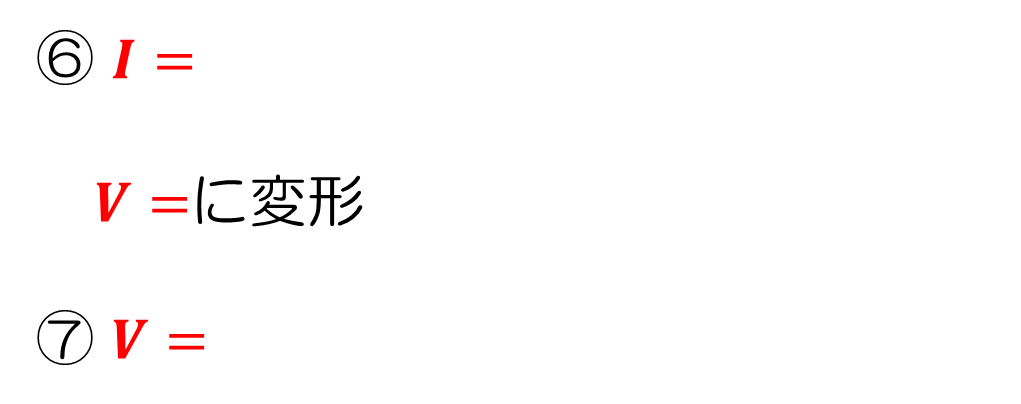 ⑥ I =
V =に変形
⑦ V =